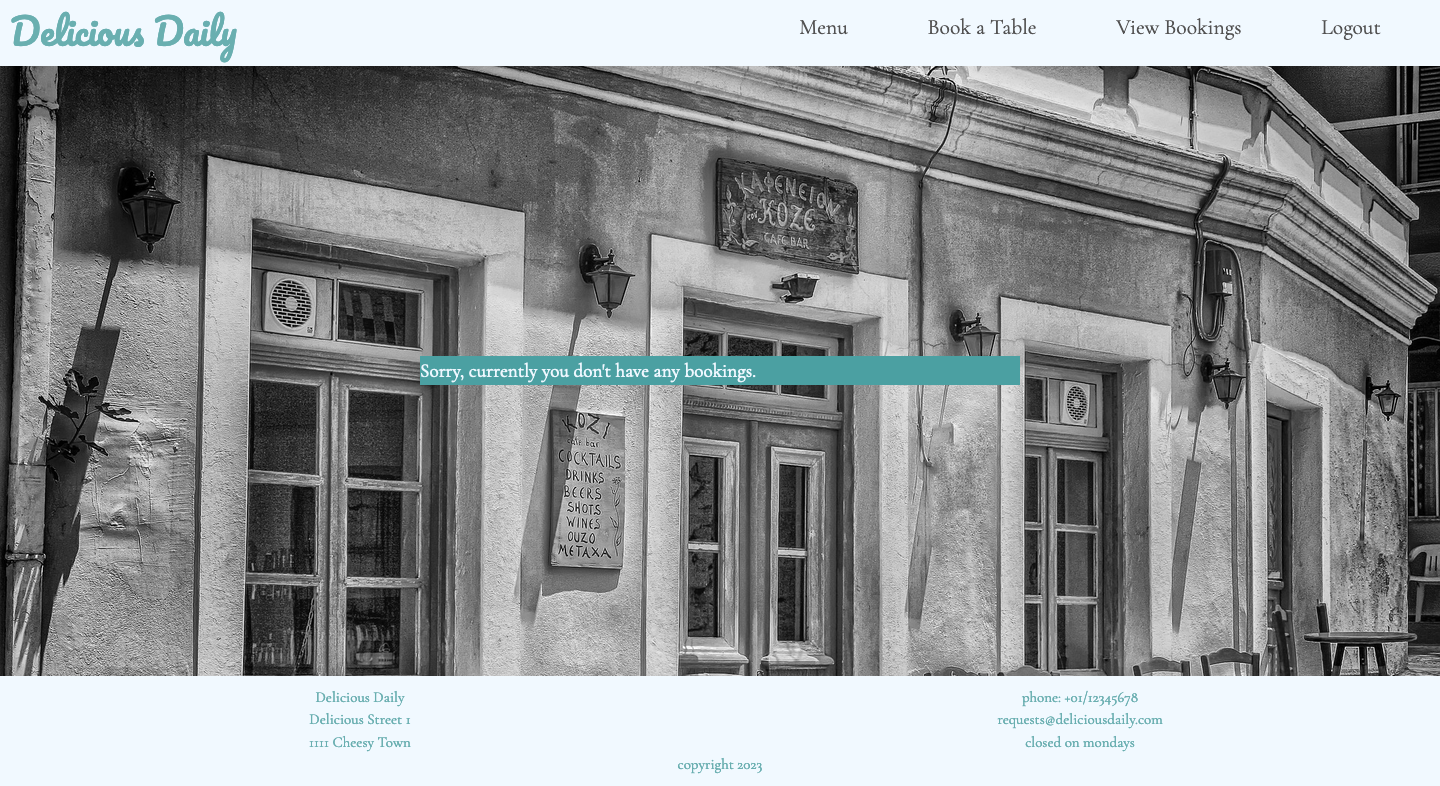 Delicious Daily
Menu
Book a Table
View Bookings
Logout
ΚΑΦΕΝΕΙΟΝ
ΚΟΖΕ
CAFE BAR
Sorry, currently you don't have any bookings.
ΚΟΖΙ
cafe bar
COCKTAILS
DRINKS
BEERS
SHOTS
WINES
OUZO
METAXA
Delicious Daily
Delicious Street 1
1111 Cheesy Town
phone: +01/12345678
requests@deliciousdaily.com
closed on mondays
copyright 2023